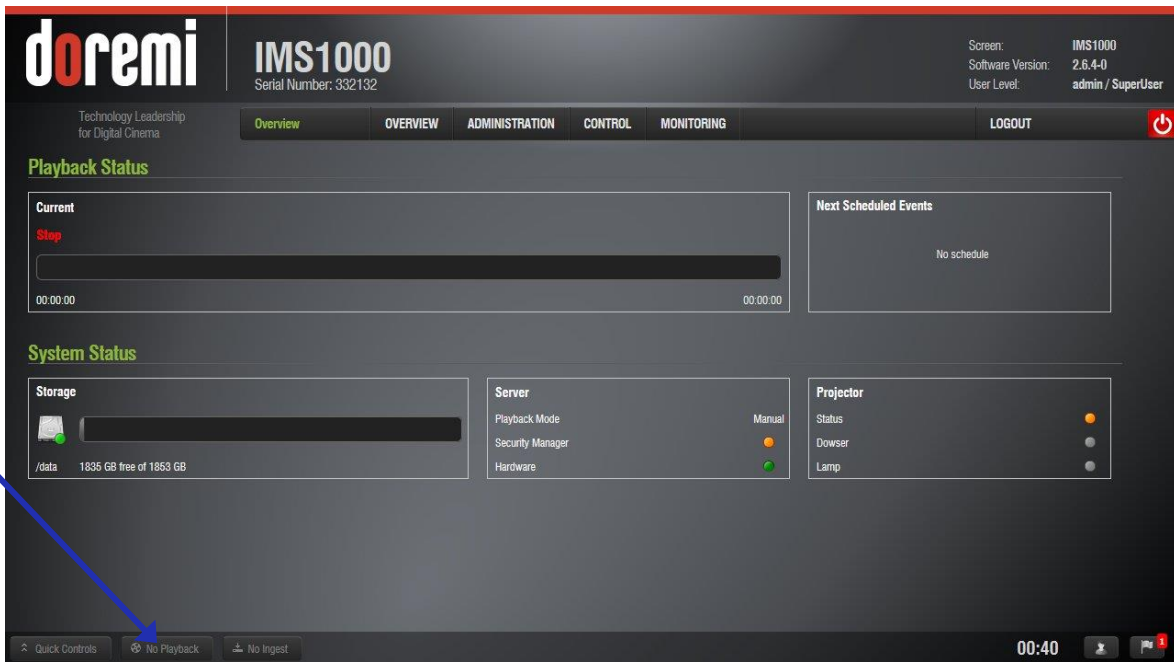 doremi
IMS1000
Serial Number: 332132
Screen: IMS1000
Software Version: 2.6.4-0
User Level: admin / SuperUser
Technology Leadership
for Digital Cinema
Overview OVERVIEW ADMINISTRATION CONTROL MONITORING LOGOUT
Playback Status
Current
Stop
00:00:00 00:00:00
Next Scheduled Events
No schedule
System Status
Storage
/data 1835 GB free of 1853 GB
Server
Playback Mode Manual
Security Manager
Hardware
Projector
Status
Dowser
Lamp
Quick Controls No Playback No Ingest 00:40 1